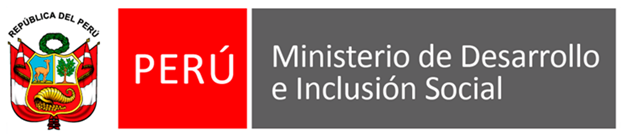 REPÚBLICA DEL PERÚ
PERÚ
Ministerio de Desarrollo
e Inclusión Social